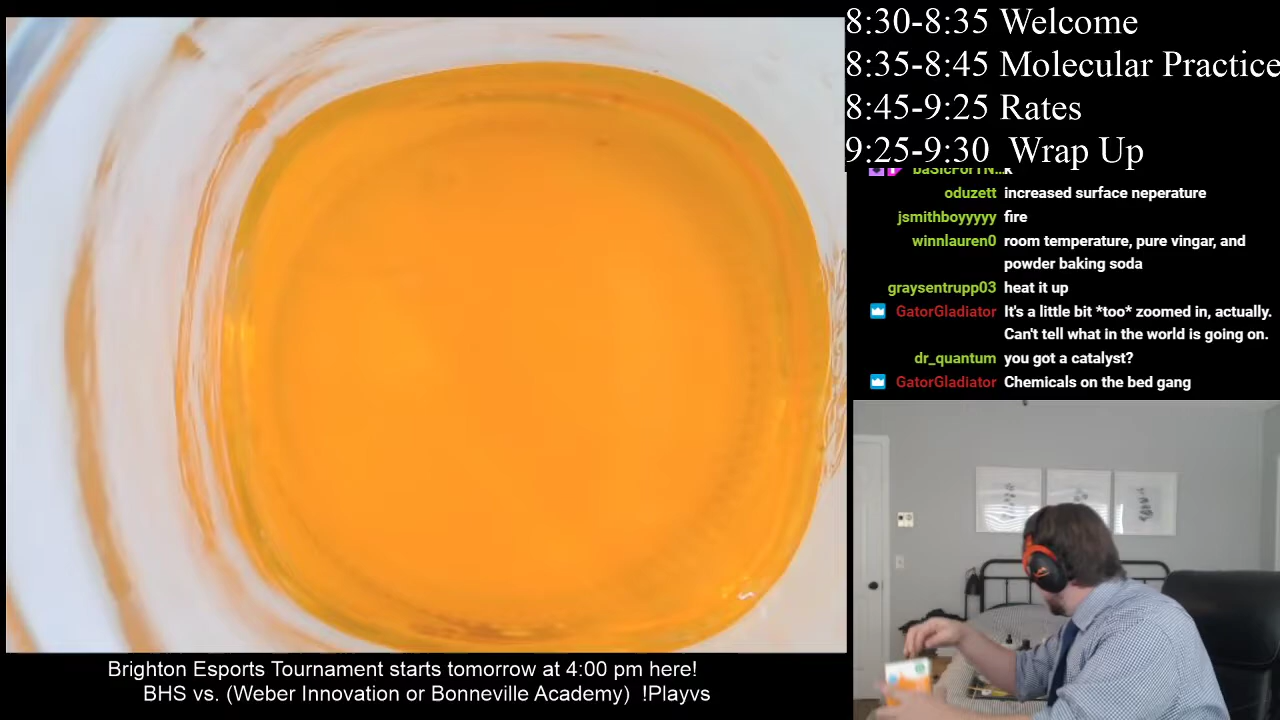 8:30-8:35 Welcome
8:35-8:45 Molecular Practice
8:45-9:25 Rates
9:25-9:30 Wrap Up
baSicForTN...k
oduzett increased surface neperature
jsmithboyyyyy fire
winnlauren0 room temperature, pure vingar, and
powder baking soda
graysentrupp03 heat it up
GatorGladiator It's a little bit *too* zoomed in, actually.
Can't tell what in the world is going on.
dr_quantum you got a catalyst?
GatorGladiator Chemicals on the bed gang
Brighton Esports Tournament starts tomorrow at 4:00 pm here!
BHS vs. (Weber Innovation or Bonneville Academy) !Playvs